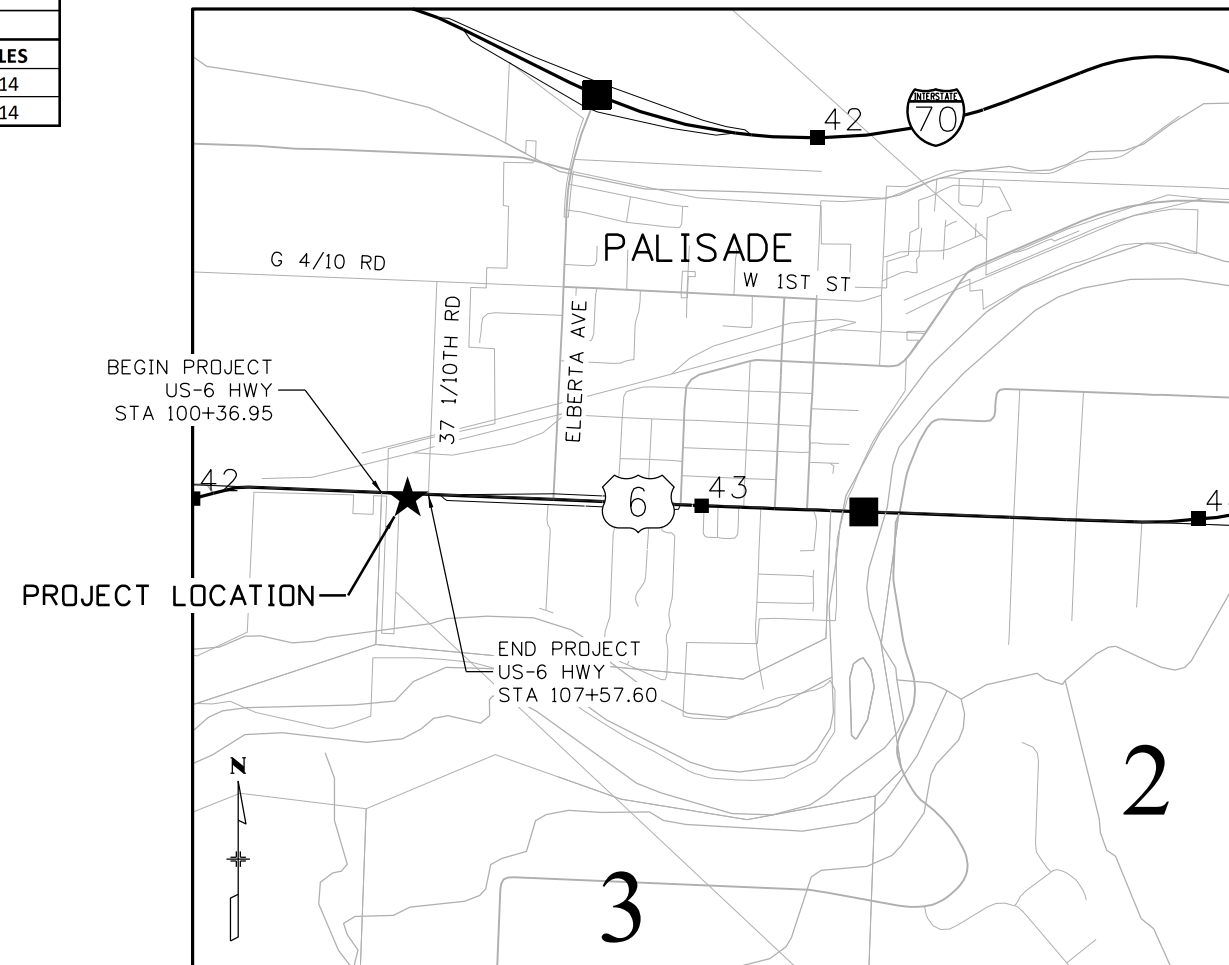 LES
14
14
42
INTERSTATE
70
PALISADE
G 4/10 RD
W 1ST ST
37 1/10TH RD
ELBERTA AVE
BEGIN PROJECT
US-6 HWY
STA 100+36.95
42
6
43
4
PROJECT LOCATION
END PROJECT
US-6 HWY
STA 107+57.60
N
2
3